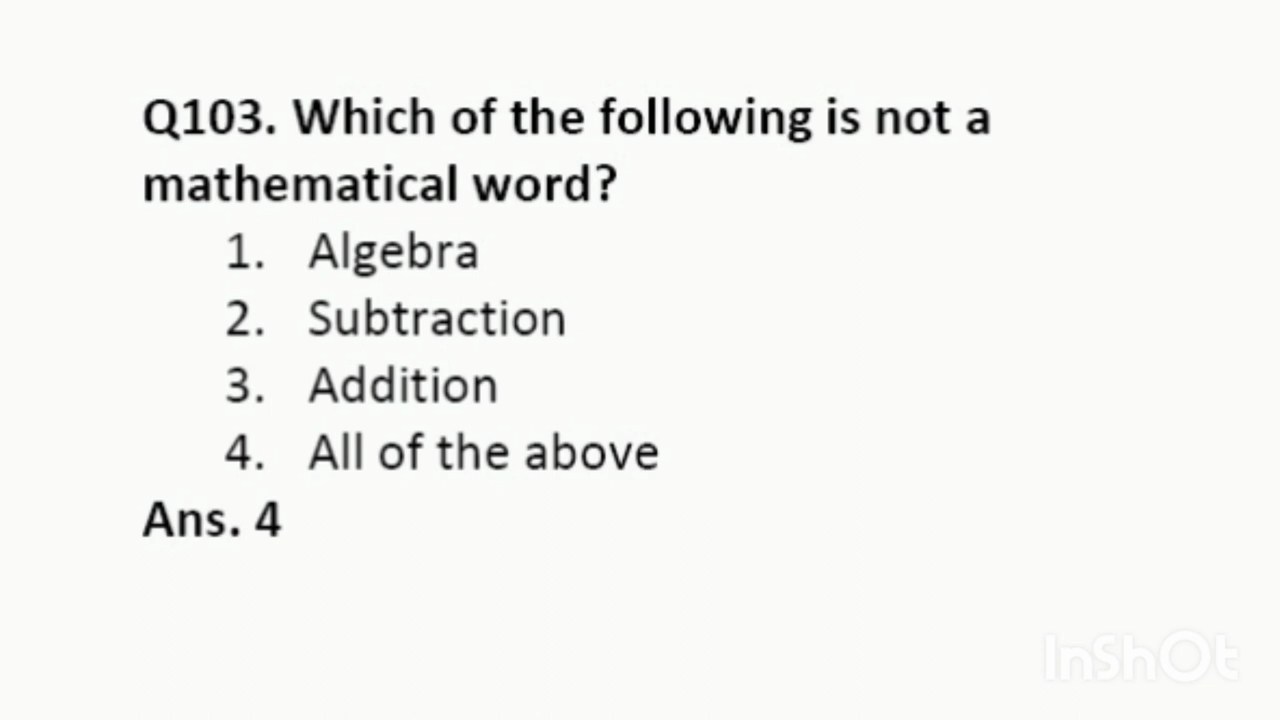 Q103. Which of the following is not a
mathematical word?
1. Algebra
2. Subtraction
3. Addition
4. All of the above
Ans. 4
InShOt